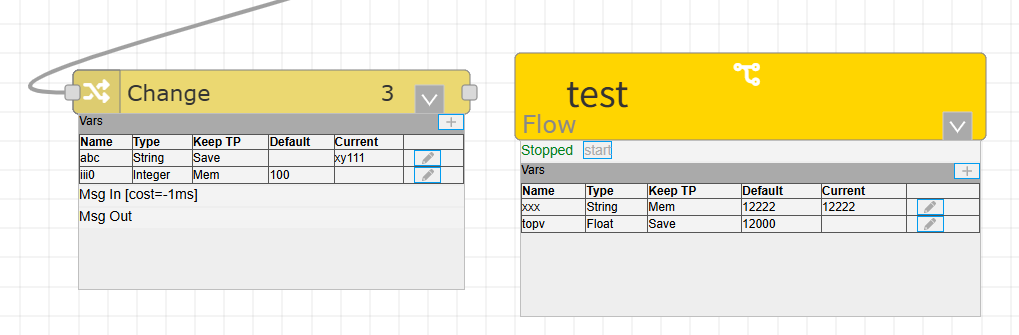 Change 3
Vars +
Name Type Keep TP Default Current
abc String Save xy111
iii0 Integer Mem 100
Msg In [cost=-1ms]
Msg Out
test
Flow
Stopped start
Vars +
Name Type Keep TP Default Current
xxx String Mem 12222 12222
topv Float Save 12000